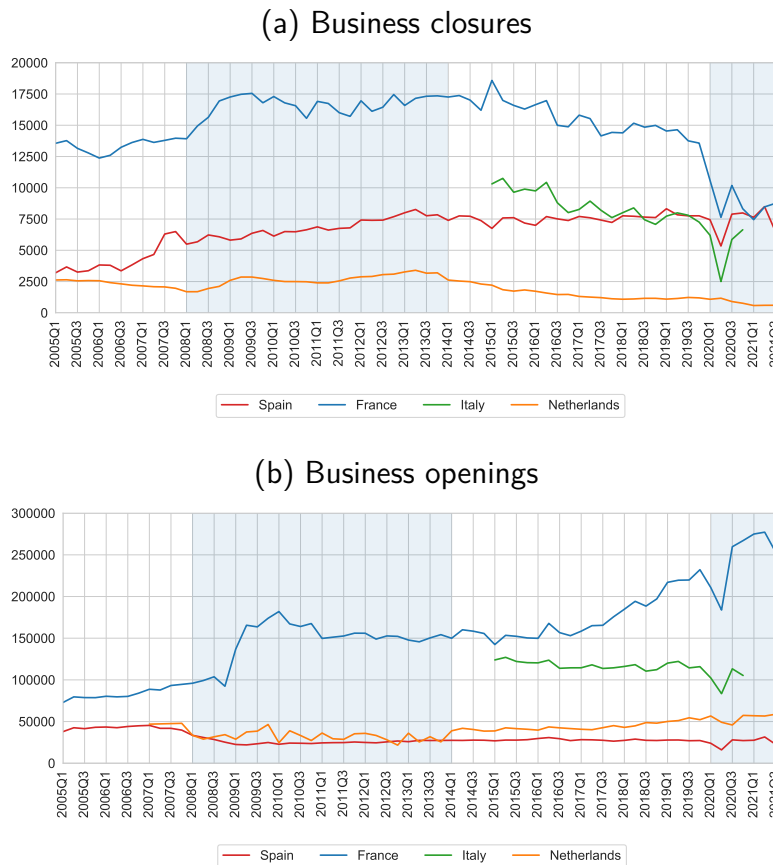 (a) Business closures
20000
17500
15000
12500
10000
7500
5000
2500
0
2005Q1 2005Q3 2006Q1 2006Q3 2007Q1 2007Q3 2008Q1 2008Q3 2009Q1 2009Q3 2010Q1 2010Q3 2011Q1 2011Q3 2012Q1 2012Q3 2013Q1 2013Q3 2014Q1 2014Q3 2015Q1 2015Q3 2016Q1 2016Q3 2017Q1 2017Q3 2018Q1 2018Q3 2019Q1 2019Q3 2020Q1 2020Q3 2021Q1
Spain France Italy Netherlands
(b) Business openings
300000
250000
200000
150000
100000
50000
0
2005Q1 2005Q3 2006Q1 2006Q3 2007Q1 2007Q3 2008Q1 2008Q3 2009Q1 2009Q3 2010Q1 2010Q3 2011Q1 2011Q3 2012Q1 2012Q3 2013Q1 2013Q3 2014Q1 2014Q3 2015Q1 2015Q3 2016Q1 2016Q3 2017Q1 2017Q3 2018Q1 2018Q3 2019Q1 2019Q3 2020Q1 2020Q3 2021Q1
Spain France Italy Netherlands